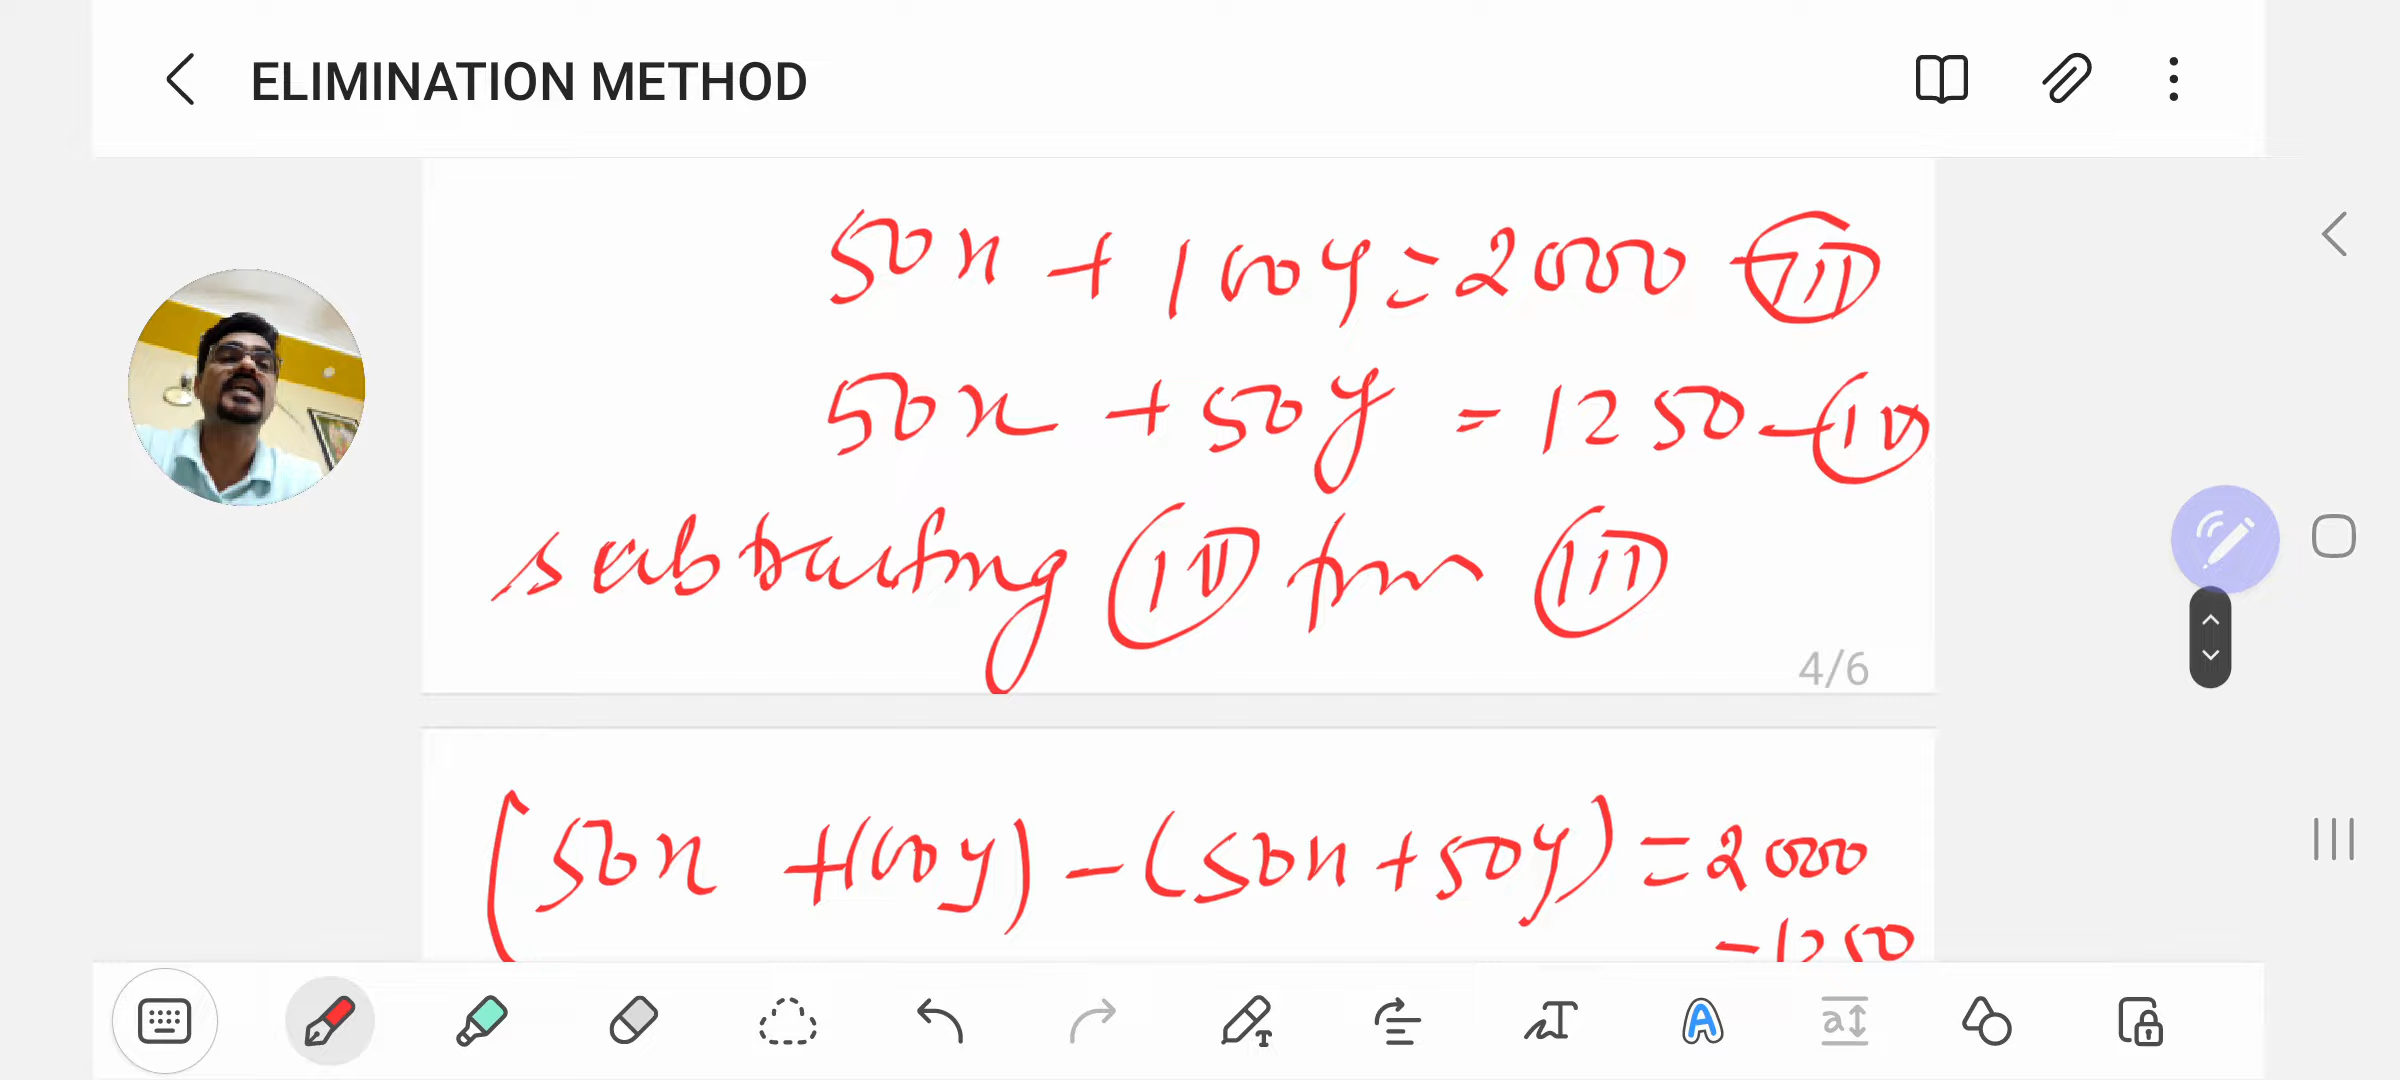 ELIMINATION METHOD
50x + 100y = 2000 - (III)
50x + 50y = 1250 - (IV)
subtracting (IV) from (III)
4/6
(50x +100y) - (50x + 50y) = 2000
- 1250